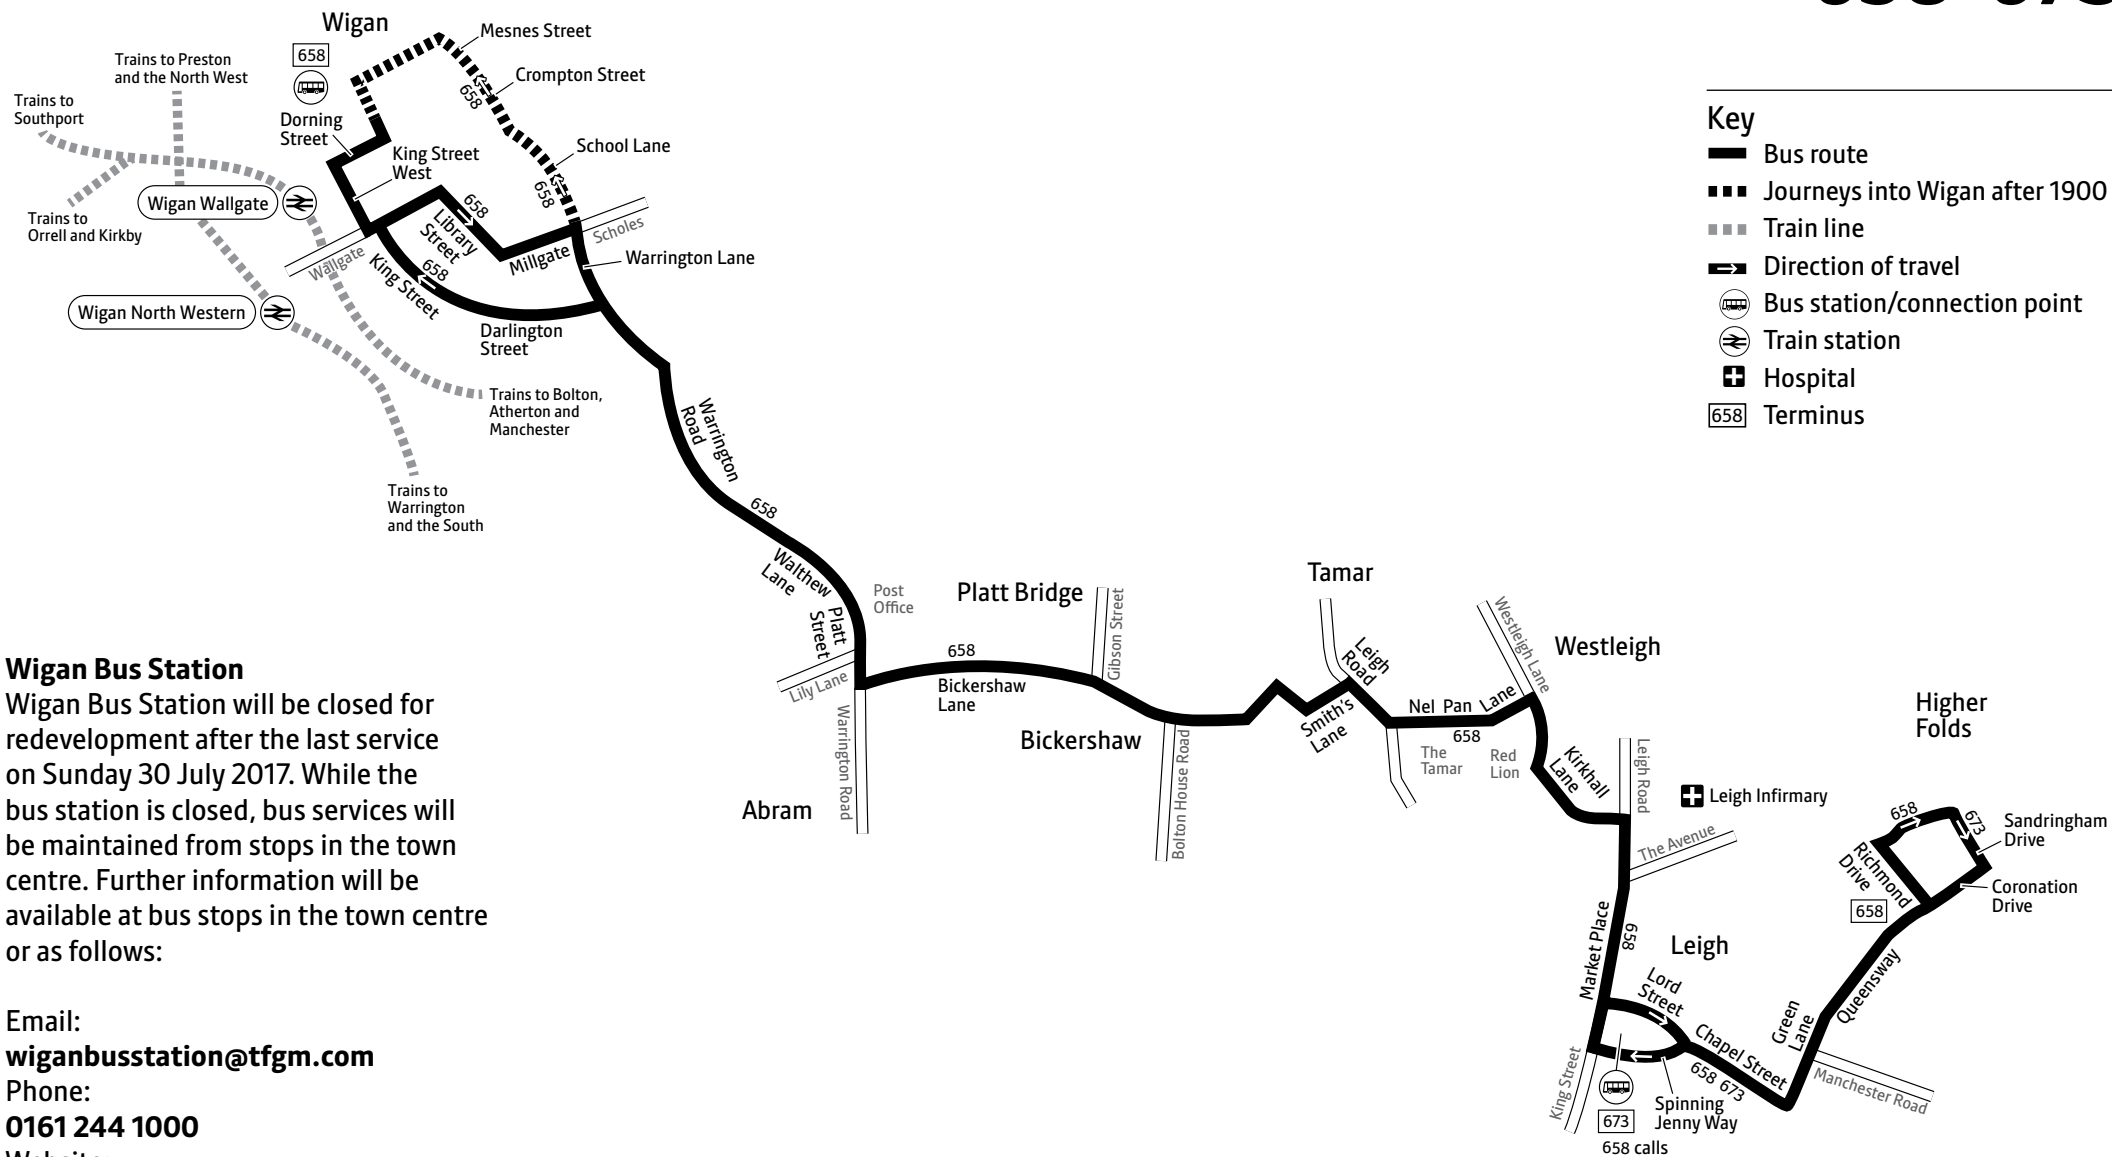 Wigan
658
Mesnes Street
Crompton Street
658
School Lane
658
Trains to Preston
and the North West
Trains to
Southport
Dorning
Street
King Street
West
Wigan Wallgate
Trains to
Orrell and Kirkby
Wallgate
658
Library
Street
Millgate
Scholes
Warrington Lane
658
King Street
Wigan North Western
Darlington
Street
Trains to Bolton,
Atherton and
Manchester
Trains to
Warrington
and the South
Warrington
Road
658
Walthew
Lane
Platt
Street
Post
Office
Lily Lane
Warrington Road
Abram
658
Bickershaw
Lane
Platt Bridge
Gibson Street
Bickershaw
Bolton House Road
Tamar
Leigh
Road
Smith's
Lane
Nel Pan Lane
658
The
Tamar
Red
Lion
Westleigh Lane
Westleigh
Kirkhall
Lane
Leigh Road
Leigh Infirmary
The Avenue
Market Place
658
Leigh
Lord
Street
Chapel Street
658 673
King Street
673
658 calls
Spinning
Jenny Way
Green
Lane
Manchester Road
Queensway
Higher
Folds
658
673
Sandringham
Drive
Richmond
Drive
658
Coronation
Drive
Key
Bus route
Journeys into Wigan after 1900
Train line
Direction of travel
Bus station/connection point
Train station
Hospital
658 Terminus
Wigan Bus Station
Wigan Bus Station will be closed for
redevelopment after the last service
on Sunday 30 July 2017. While the
bus station is closed, bus services will
be maintained from stops in the town
centre. Further information will be
available at bus stops in the town centre
or as follows:
Email:
wiganbusstation@tfgm.com
Phone:
0161 244 1000